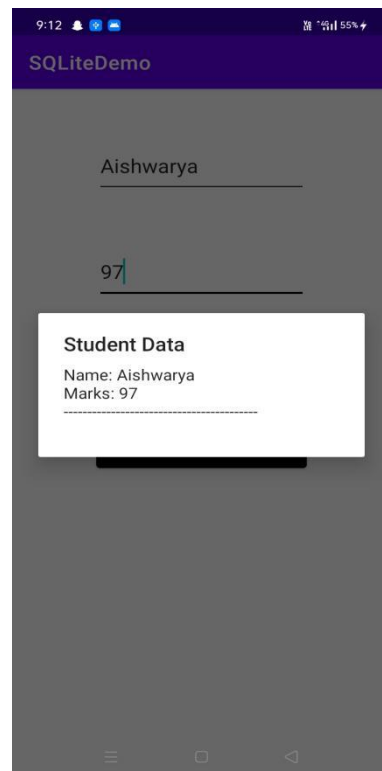 9:12
55%
SQLiteDemo
Aishwarya
97
Student Data
Name: Aishwarya
Marks: 97
-----------------------------------------